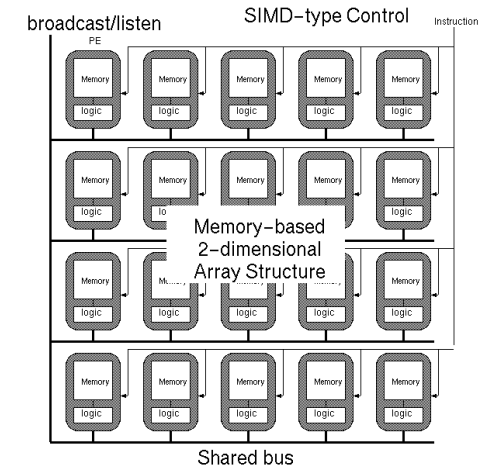 broadcast/listen
SIMD-type Control
Instruction
PE
Memory Memory Memory Memory Memory
logic logic logic logic logic
Memory Memory Memory Memory Memory
logic logic
Memory-based
2-dimensional
Array Structure
Memory Memory
logic logic logic logic logic
Memory Memory Memory Memory Memory
logic logic logic logic logic
Shared bus